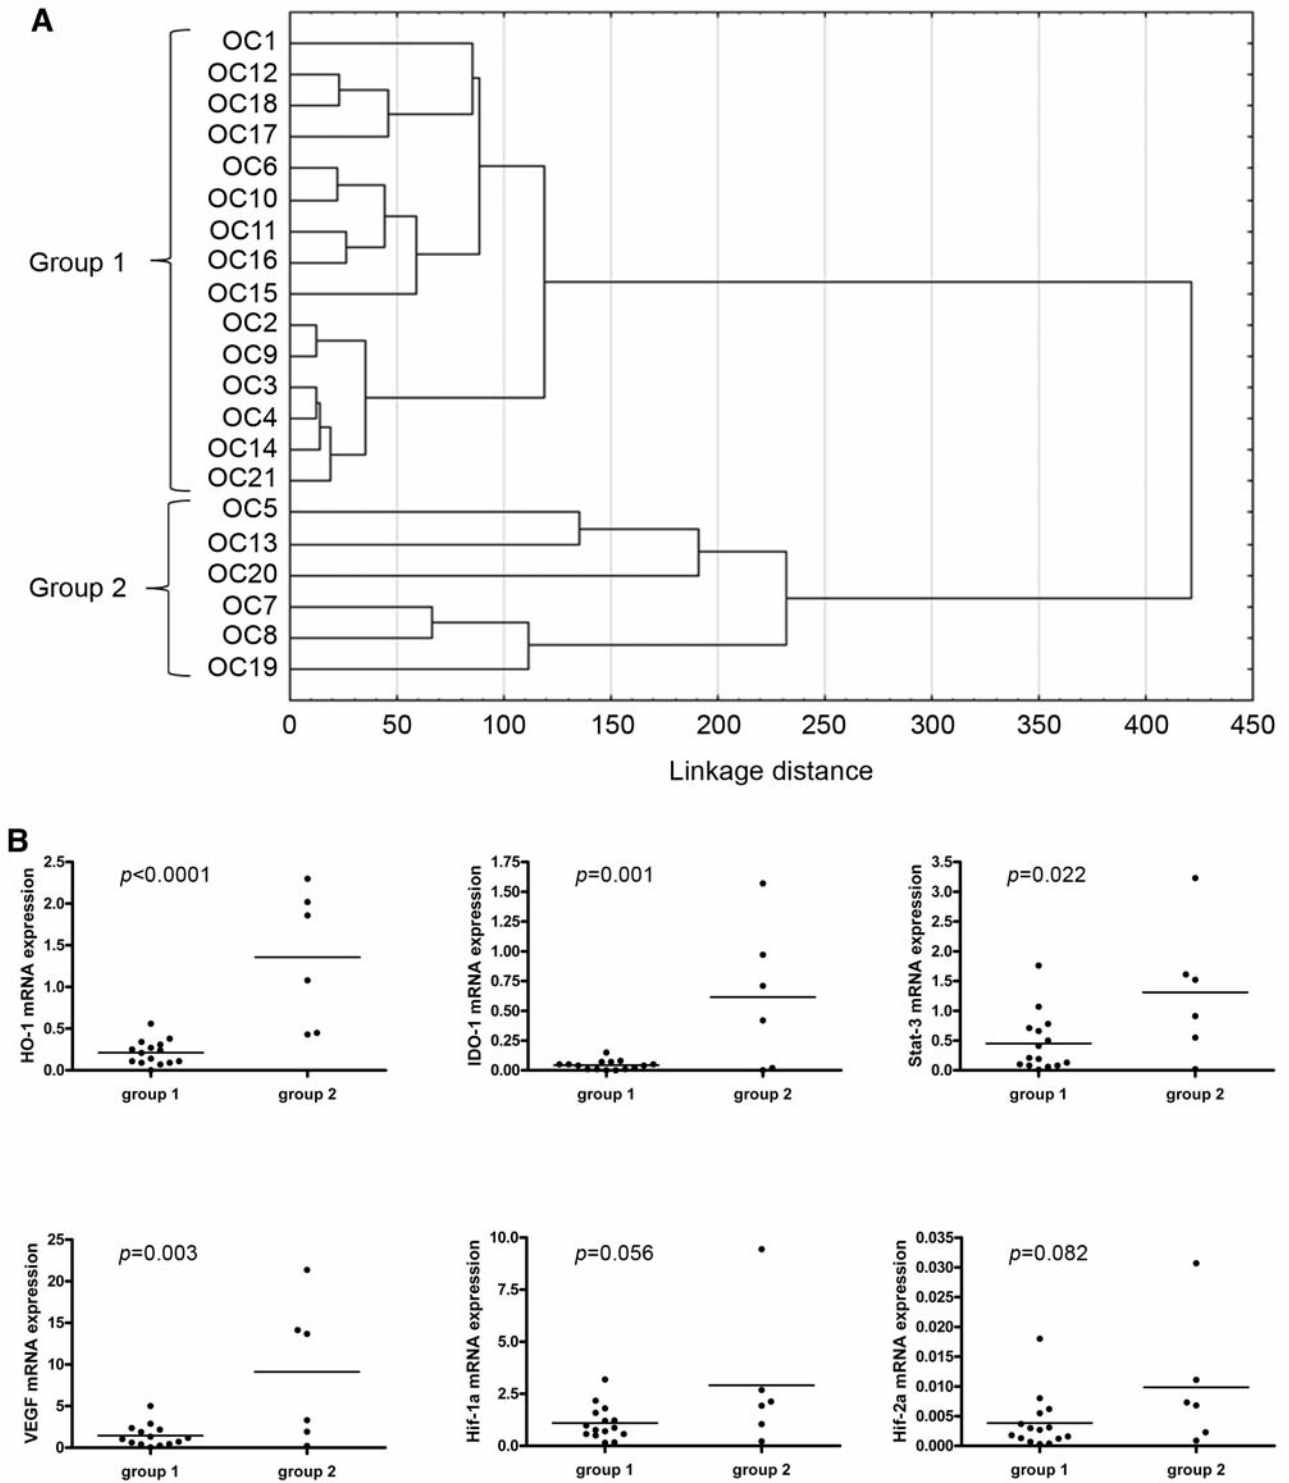 A
OC1
OC12
OC18
OC17
OC6
OC10
OC11
OC16
OC15
OC2
OC9
OC3
OC4
OC14
OC21
OC5
OC13
OC20
OC7
OC8
OC19
Group 1
Group 2
0 50 100 150 200 250 300 350 400 450
Linkage distance
B
HO-1 mRNA expression
2.5
2.0
1.5
1.0
0.5
0.0
p<0.0001
group 1 group 2
IDO-1 mRNA expression
1.75
1.50
1.25
1.00
0.75
0.50
0.25
0.00
p=0.001
group 1 group 2
Stat-3 mRNA expression
3.5
3.0
2.5
2.0
1.5
1.0
0.5
0.0
p=0.022
group 1 group 2
VEGF mRNA expression
25
20
15
10
5
0
p=0.003
group 1 group 2
Hif-1a mRNA expression
10.0
7.5
5.0
2.5
0.0
p=0.056
group 1 group 2
Hif-2a mRNA expression
0.035
0.030
0.025
0.020
0.015
0.010
0.005
0.000
p=0.082
group 1 group 2